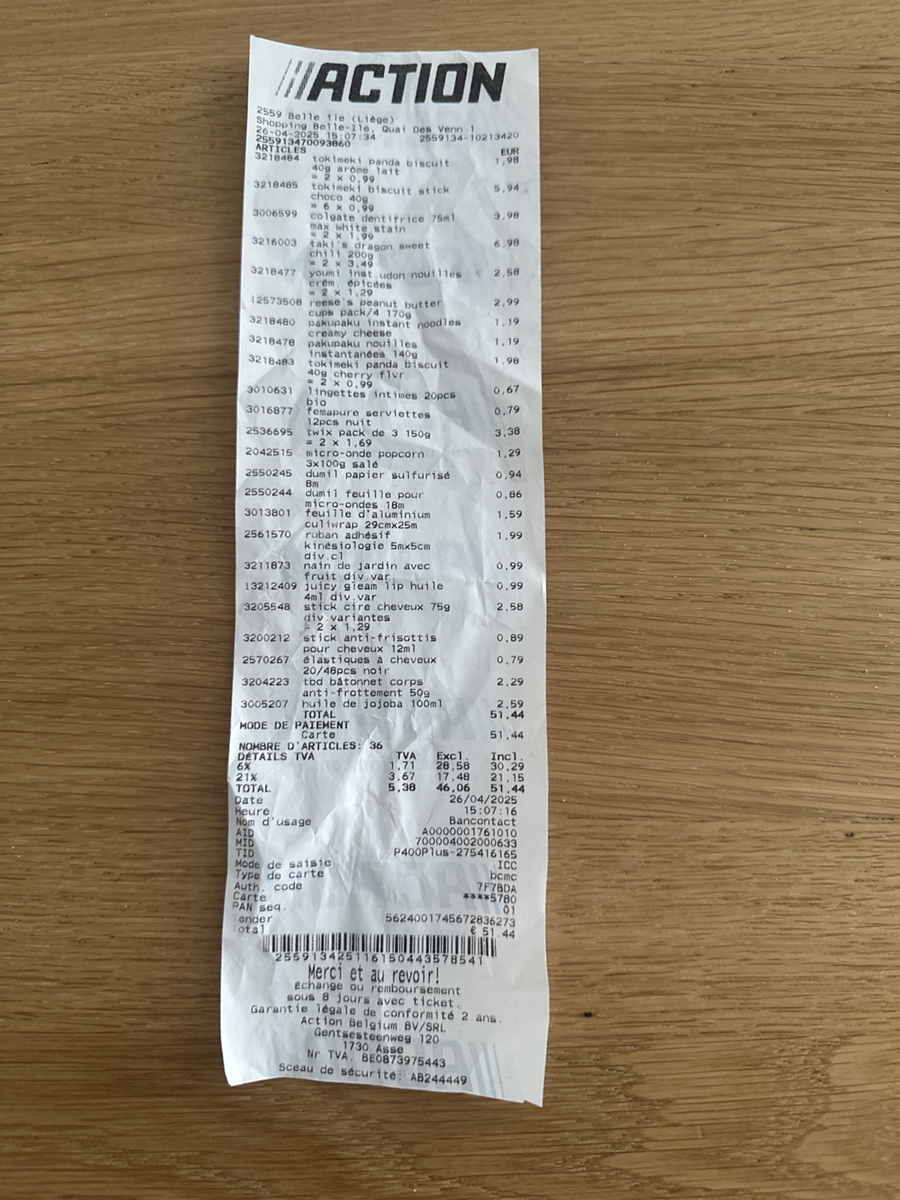 ACTION
2559 Belle île (Liège)
Shopping Belle-Ile, Quai Des Venn 1
26-04-2025 15:07:34 2559134-10213420
255913470093860
ARTICLES EUR
3218484 tokimeki panda biscuit 1,98
40g arôme lait
= 2 x 0,99
3218485 tokimeki biscuit stick 5,94
choco 40g
= 6 x 0,99
3006599 colgate dentifrice 75ml 3,98
max white stain
= 2 x 1,99
3216003 taki's dragon sweet 6,98
chili 200g
= 2 x 3,49
3218477 youmi inst.udon nouilles 2,58
crém. épicées
= 2 x 1,29
12573508 reese's peanut butter 2,99
cups pack/4 170g
3218480 pakupaku instant noodles 1,19
creamy cheese
3218478 pakupaku nouilles 1,19
instantanées 140g
3218483 tokimeki panda biscuit 1,98
40g cherry flvr
= 2 x 0,99
3010631 lingettes intimes 20pcs 0,67
bio
3016877 femapure serviettes 0,79
12pcs nuit
2536695 twix pack de 3 150g 3,38
= 2 x 1,69
2042515 micro-onde popcorn 1,29
3x100g salé
2550245 dumil papier sulfurisé 0,94
8m
2550244 dumil feuille pour 0,86
micro-ondes 18m
3013801 feuille d'aluminium 1,59
culiwrap 29cmx25m
2561570 ruban adhésif 1,99
kinésiologie 5mx5cm
div.cl
3211873 nain de jardin avec 0,99
fruit div.var.
13212409 juicy gleam lip huile 0,99
4ml div.var
3205548 stick cire cheveux 75g 2,58
div.variantes
= 2 x 1,29
3200212 stick anti-frisottis 0,89
pour cheveux 12ml
2570267 élastiques à cheveux 0,79
20/48pcs noir
3204223 tbd bâtonnet corps 2,29
anti-frottement 50g
3005207 huile de jojoba 100ml 2,59
TOTAL 51,44
MODE DE PAIEMENT
Carte 51,44
NOMBRE D'ARTICLES: 36
DÉTAILS TVA TVA Excl. Incl.
6% 1,71 28,58 30,29
21% 3,67 17,48 21,15
TOTAL 5,38 46,06 51,44
Date 26/04/2025
Heure 15:07:16
Nom d'usage Bancontact
AID A0000001761010
MID 700004002000633
TID P400Plus-275416165
Mode de saisie ICC
Type de carte bcmc
Auth. code 7F7BDA
Carte ****5780
PAN seq. 01
ender 5624001745672836273
otal € 51.44
2559134251161504435785​41
Merci et au revoir!
Echange ou remboursement
sous 8 jours avec ticket.
Garantie légale de conformité 2 ans.
Action Belgium BV/SRL
Gentsesteenweg 120
1730 Asse
Nr TVA. BE0873975443
Sceau de sécurité: AB244449